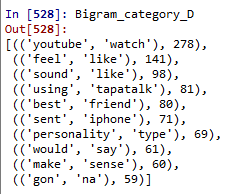 In [528]: Bigram_category_D
Out[528]:
[(('youtube', 'watch'), 278),
(('feel', 'like'), 141),
(('sound', 'like'), 98),
(('using', 'tapatalk'), 81),
(('best', 'friend'), 80),
(('sent', 'iphone'), 71),
(('personality', 'type'), 69),
(('would', 'say'), 61),
(('make', 'sense'), 60),
(('gon', 'na'), 59)]